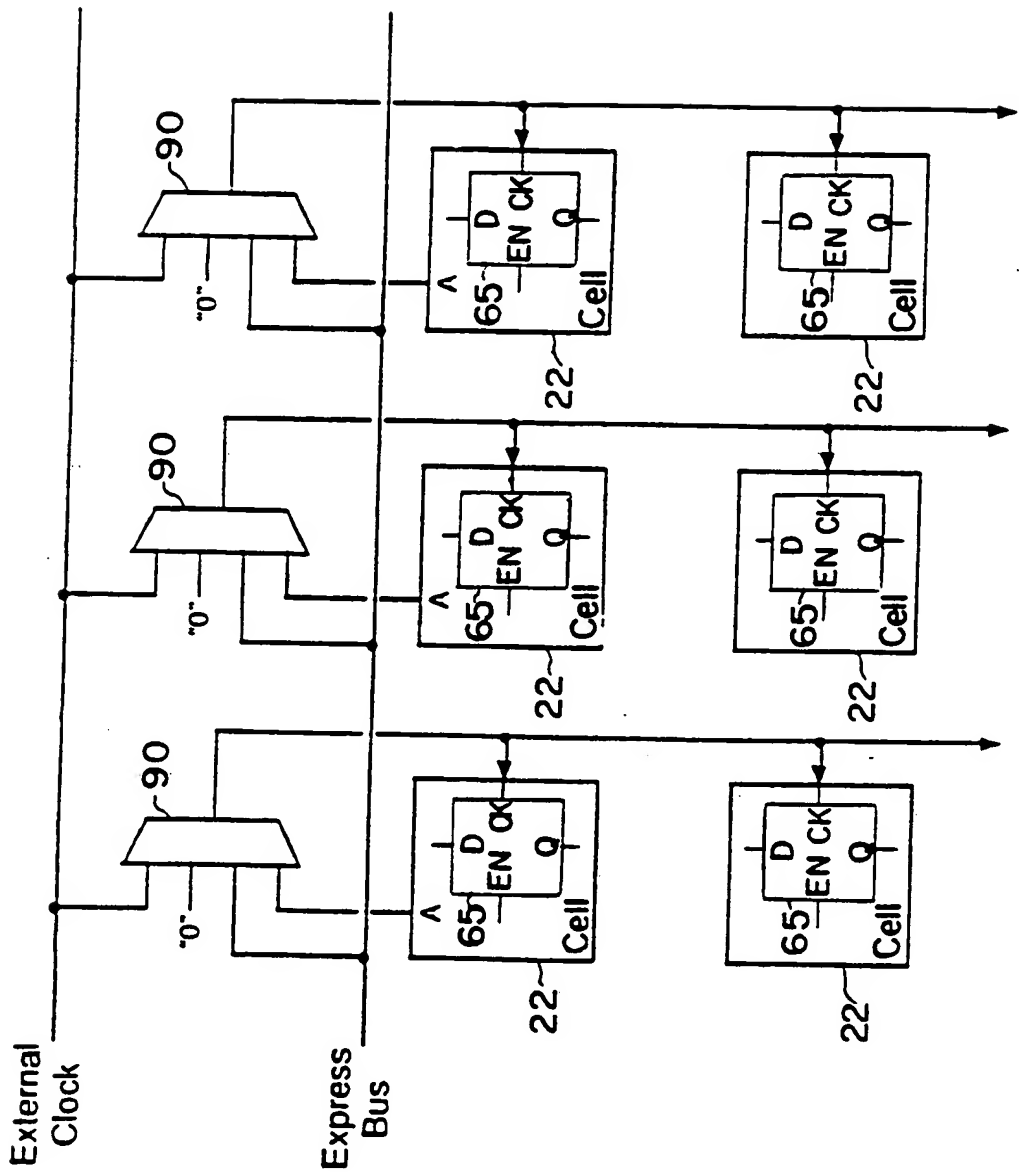 External
Clock
Express
Bus
90
90
90
"0"
"0"
"0"
A
65
D
EN CK
Q
Cell
22
A
65
D
EN CK
Q
Cell
22
A
65
D
EN CK
Q
Cell
22
65
D
EN CK
Q
Cell
22
65
D
EN CK
Q
Cell
22
65
D
EN CK
Q
Cell
22